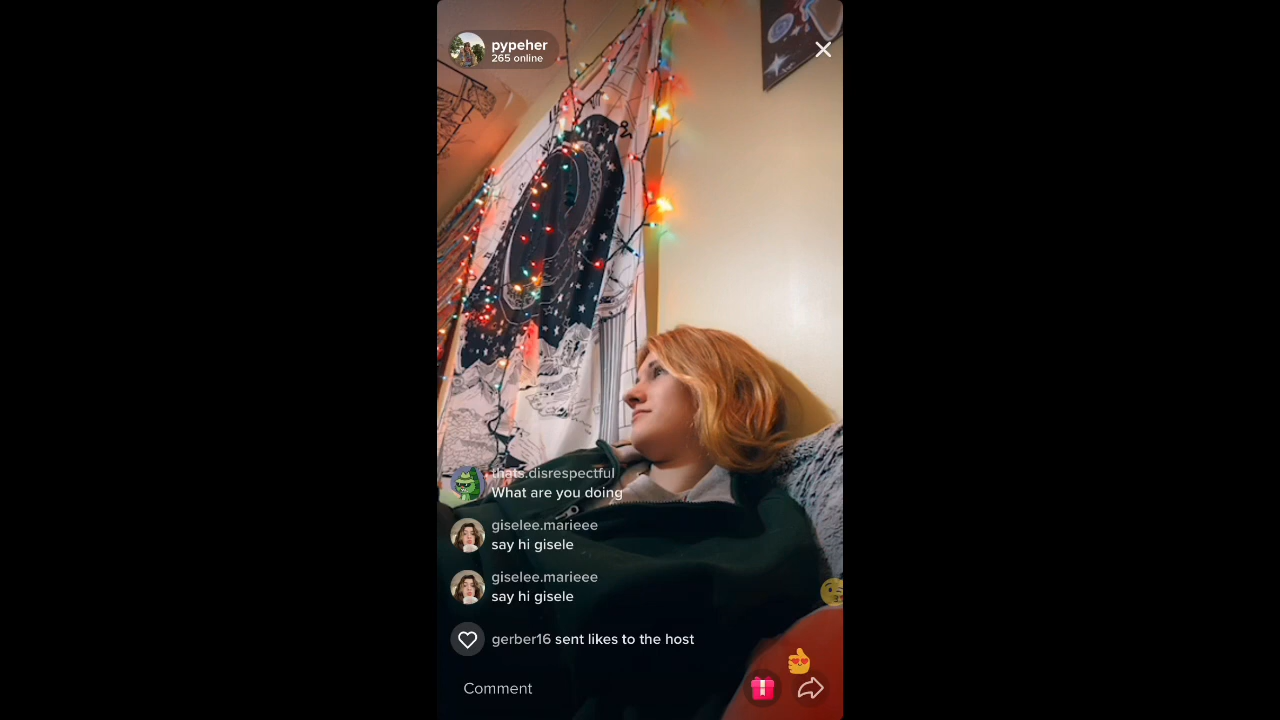 pypeher
265 online
thats.disrespectful
What are you doing
giselee.marieee
say hi gisele
giselee.marieee
say hi gisele
gerber16 sent likes to the host
Comment